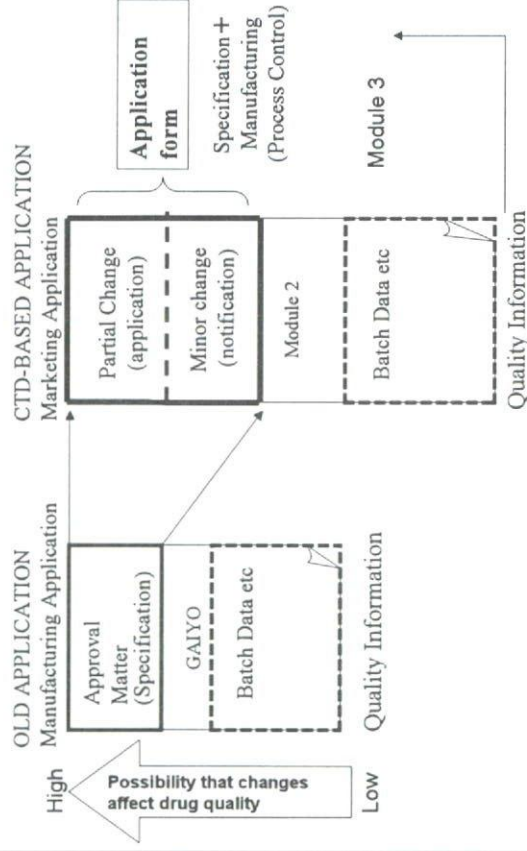 OLD APPLICATION
Manufacturing Application
CTD-BASED APPLICATION
Marketing Application
High
Possibility that changes
affect drug quality
Low
Approval
Matter
(Specification)
GAIYO
Batch Data etc
Quality Information
Partial Change
(application)
Minor change
(notification)
Module 2
Batch Data etc
Quality Information
Application
form
Specification+
Manufacturing
(Process Control)
Module 3